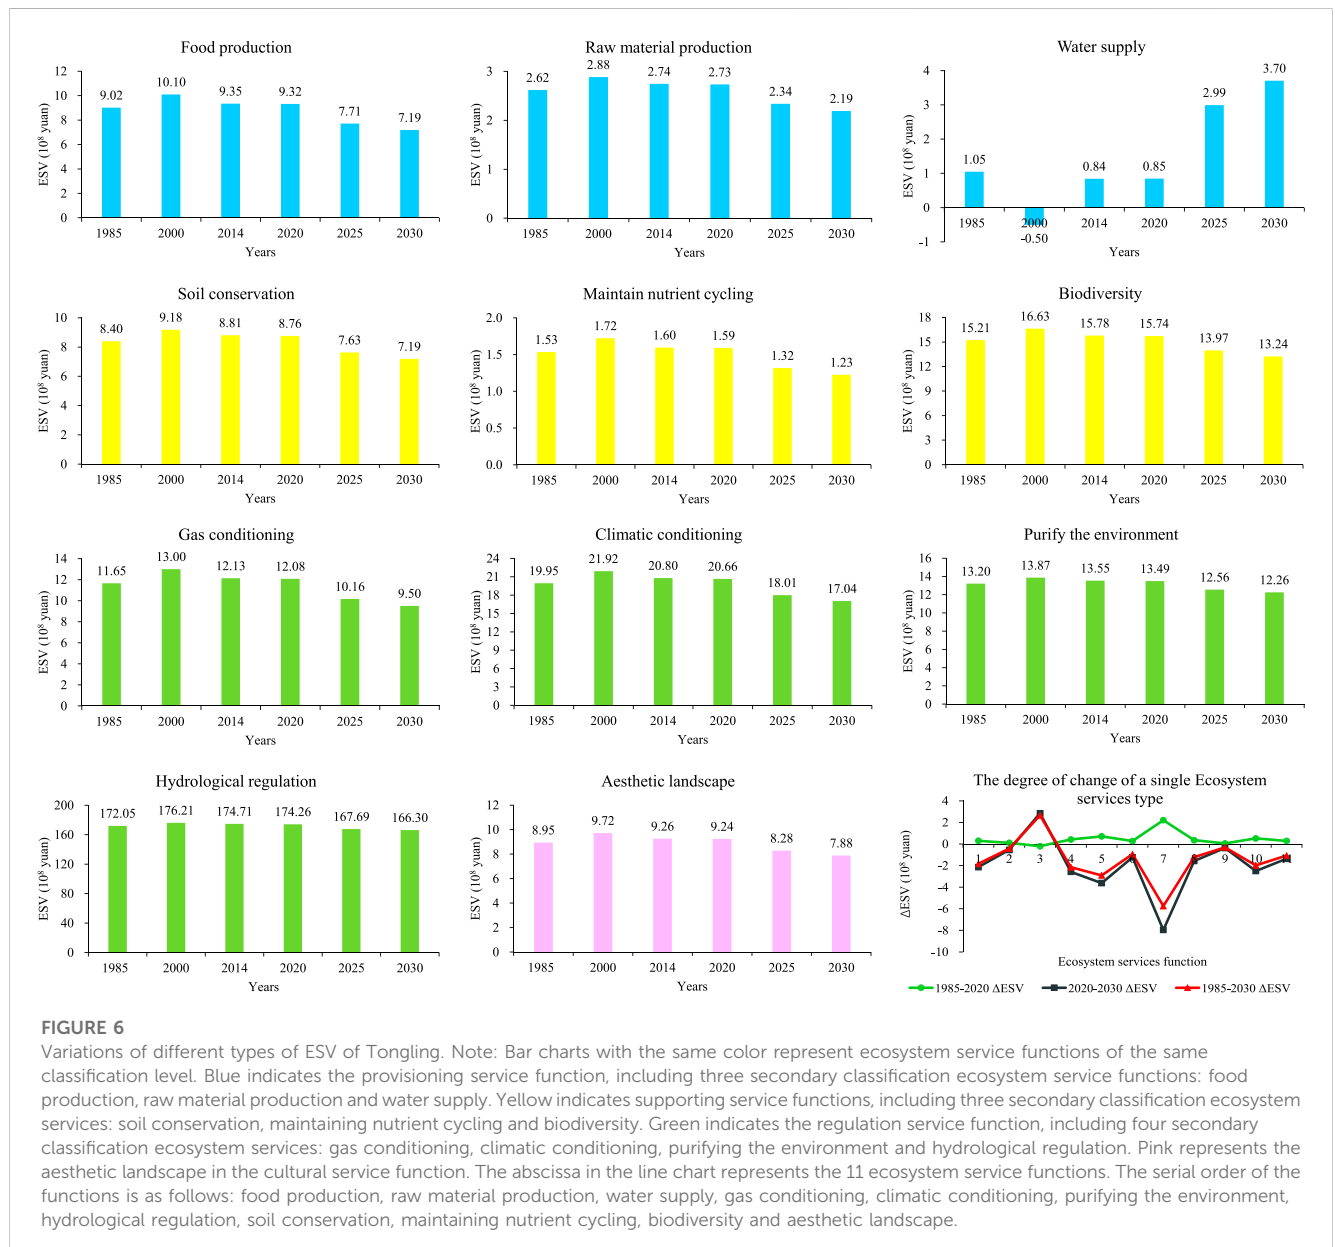 Food production
ESV (10⁸ yuan)
12
10
8
6
4
2
0
9.02
10.10
9.35
9.32
7.71
7.19
1985 2000 2014 2020 2025 2030
Years
Raw material production
ESV (10⁸ yuan)
3
2
1
0
2.62
2.88
2.74
2.73
2.34
2.19
1985 2000 2014 2020 2025 2030
Years
Water supply
ESV (10⁸ yuan)
4
3
2
1
0
-1
1.05
-0.50
0.84
0.85
2.99
3.70
1985 2000 2014 2020 2025 2030
Years
Soil conservation
ESV (10⁸ yuan)
10
8
6
4
2
0
8.40
9.18
8.81
8.76
7.63
7.19
1985 2000 2014 2020 2025 2030
Years
Maintain nutrient cycling
ESV (10⁸ yuan)
2.0
1.5
1.0
0.5
0.0
1.53
1.72
1.60
1.59
1.32
1.23
1985 2000 2014 2020 2025 2030
Years
Biodiversity
ESV (10⁸ yuan)
18
15
12
9
6
3
0
15.21
16.63
15.78
15.74
13.97
13.24
1985 2000 2014 2020 2025 2030
Years
Gas conditioning
ESV (10⁸ yuan)
14
12
10
8
6
4
2
0
11.65
13.00
12.13
12.08
10.16
9.50
1985 2000 2014 2020 2025 2030
Years
Climatic conditioning
ESV (10⁸ yuan)
24
21
18
15
12
9
6
3
0
19.95
21.92
20.80
20.66
18.01
17.04
1985 2000 2014 2020 2025 2030
Years
Purify the environment
ESV (10⁸ yuan)
16
14
12
10
8
6
4
2
0
13.20
13.87
13.55
13.49
12.56
12.26
1985 2000 2014 2020 2025 2030
Years
Hydrological regulation
ESV (10⁸ yuan)
200
160
120
80
40
0
172.05
176.21
174.71
174.26
167.69
166.30
1985 2000 2014 2020 2025 2030
Years
Aesthetic landscape
ESV (10⁸ yuan)
12
10
8
6
4
2
0
8.95
9.72
9.26
9.24
8.28
7.88
1985 2000 2014 2020 2025 2030
Years
The degree of change of a single Ecosystem
services type
ΔESV (10⁸ yuan)
4
2
0
-2
-4
-6
-8
-10
1 2 3 4 5 6 7 8 9 10
Ecosystem services function
1985-2020 ΔESV 2020-2030 ΔESV 1985-2030 ΔESV
FIGURE 6
Variations of different types of ESV of Tongling. Note: Bar charts with the same color represent ecosystem service functions of the same
classification level. Blue indicates the provisioning service function, including three secondary classification ecosystem service functions: food
production, raw material production and water supply. Yellow indicates supporting service functions, including three secondary classification ecosystem
services: soil conservation, maintaining nutrient cycling and biodiversity. Green indicates the regulation service function, including four secondary
classification ecosystem services: gas conditioning, climatic conditioning, purifying the environment and hydrological regulation. Pink represents the
aesthetic landscape in the cultural service function. The abscissa in the line chart represents the 11 ecosystem service functions. The serial order of the
functions is as follows: food production, raw material production, water supply, gas conditioning, climatic conditioning, purifying the environment,
hydrological regulation, soil conservation, maintaining nutrient cycling, biodiversity and aesthetic landscape.